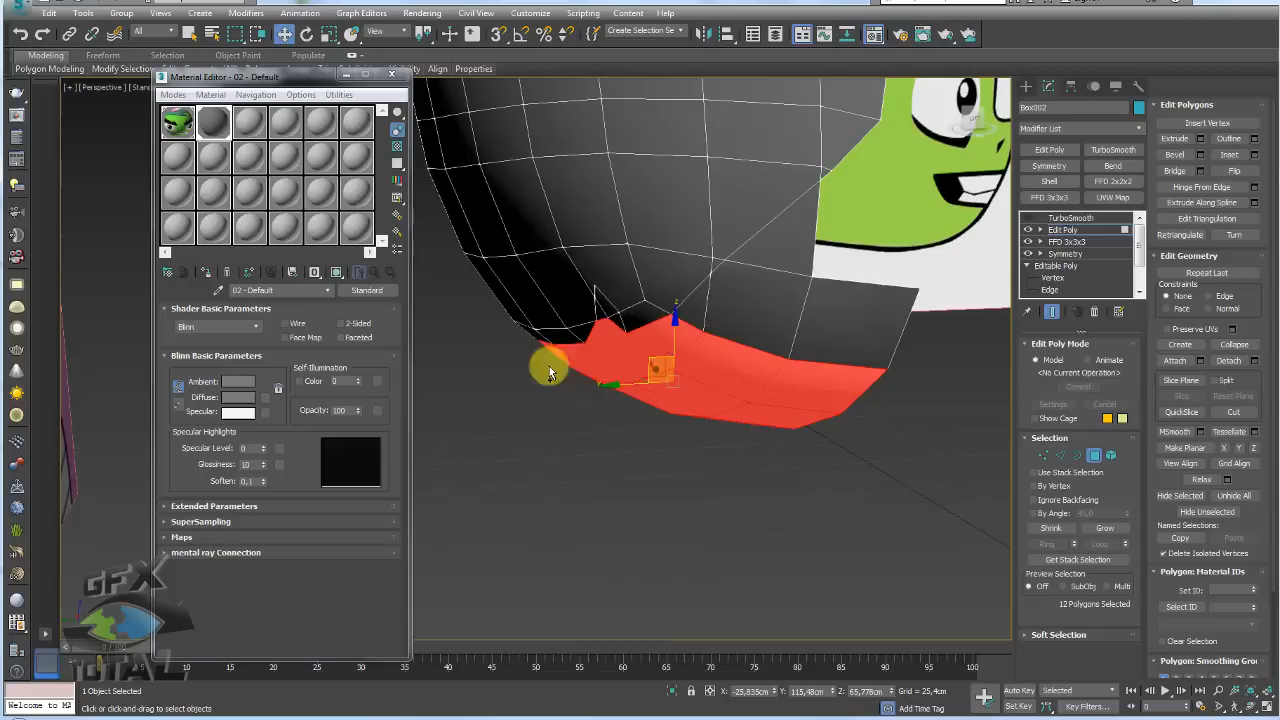 Edit Tools Group Views Create Modifiers Animation Graph Editors Rendering Civil View Customize Scripting Content Help
All View Create Selection Se
Modeling Freeform Selection Object Paint Populate
Polygon Modeling Modify Selection Align Properties
Material Editor - 02 - Default
Modes Material Navigation Options Utilities
02 - Default Standard
Shader Basic Parameters
Blinn Wire 2-Sided
Face Map Faceted
Blinn Basic Parameters
Self-Illumination
Ambient: Color 0
Diffuse:
Specular: Opacity: 100
Specular Highlights
Specular Level: 0
Glossiness: 10
Soften: 0,1
Extended Parameters
SuperSampling
Maps
mental ray Connection
GFX
TOTAL
[+] [Perspective]
z
Box002
Modifier List
Edit Poly TurboSmooth
Symmetry Bend
Shell FFD 2x2x2
FFD 3x3x3 UVW Map
TurboSmooth
Edit Poly
FFD 3x3x3
Symmetry
Editable Poly
Vertex
Edge
Edit Poly Mode
Model Animate
<No Current Operation>
Commit
Settings Cancel
Show Cage
Selection
Use Stack Selection
By Vertex
Ignore Backfacing
By Angle: 45,0
Shrink Grow
Ring Loop
Get Stack Selection
Preview Selection
Off SubObj Multi
12 Polygons Selected
Soft Selection
Edit Polygons
Insert Vertex
Extrude Outline
Bevel Inset
Bridge Flip
Hinge From Edge
Extrude Along Spline
Edit Triangulation
Retriangulate Turn
Edit Geometry
Repeat Last
Constraints
None Edge
Face Normal
Preserve UVs
Create Collapse
Attach Detach
Slice Plane Split
Slice Reset Plane
QuickSlice Cut
MSmooth Tessellate
Make Planar X Y Z
View Align Grid Align
Relax
Hide Selected Unhide All
Hide Unselected
Named Selections:
Copy Paste
Delete Isolated Vertices
Polygon: Material IDs
Set ID:
Select ID
Clear Selection
Polygon: Smoothing Gro
0 / 100
5 10 15 20 25 30 35 40 45 50 55 60 65 70 75 80 85 90 95 100
1 Object Selected
X: -25,835cm Y: 115,48cm Z: 65,778cm Grid = 25,4cm
Auto Key Selected
Welcome to MA
Click or click-and-drag to select objects
Add Time Tag
Set Key Key Filters... 0